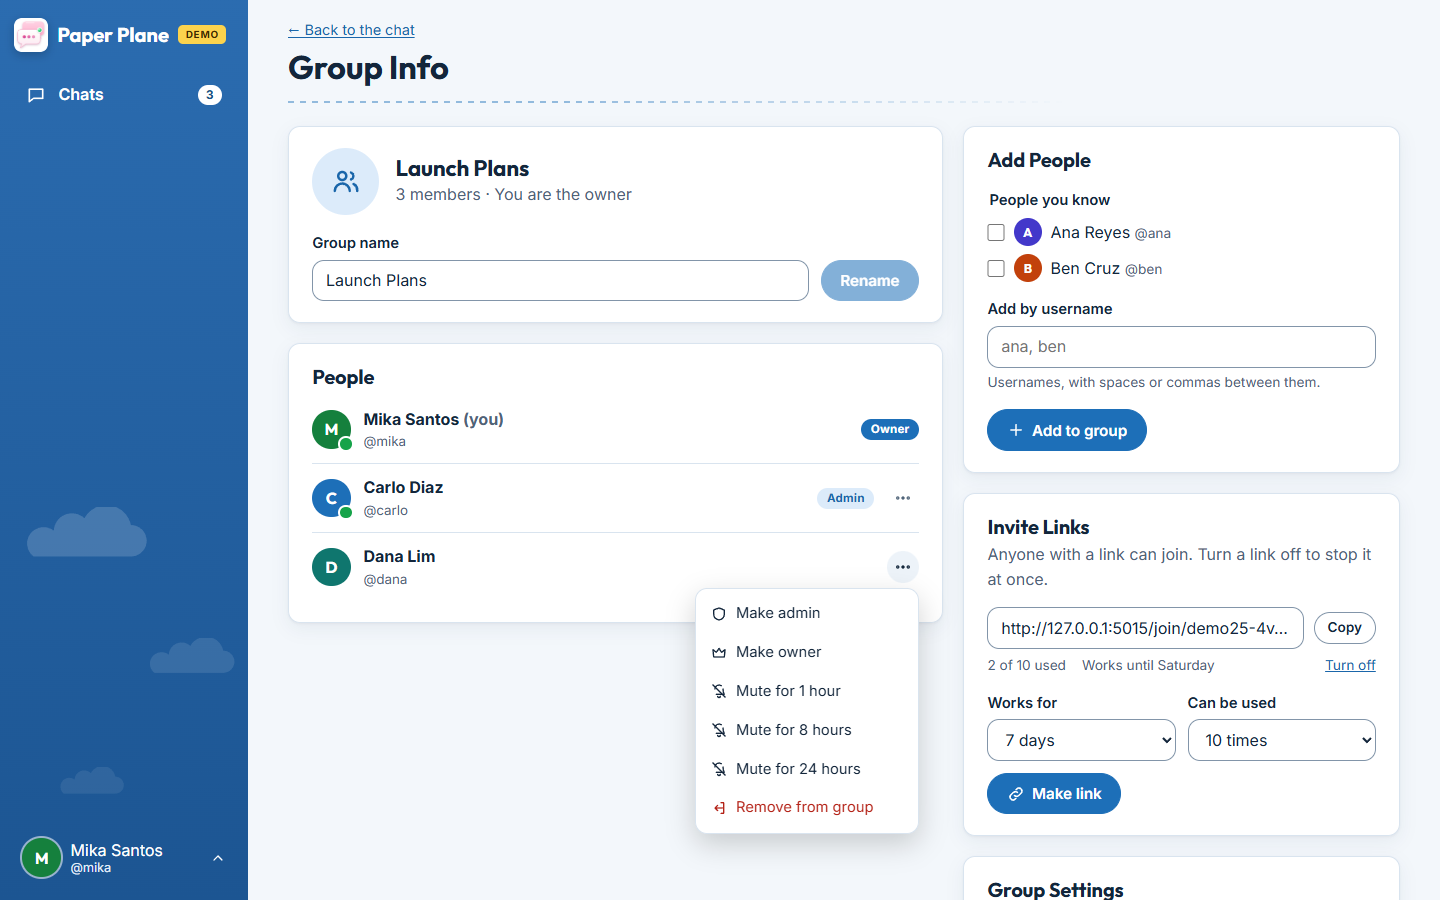 Paper Plane DEMO
Chats 3
M Mika Santos
@mika
← Back to the chat
Group Info
Launch Plans
3 members · You are the owner
Group name
Launch Plans Rename
People
M Mika Santos (you)
@mika
Owner
C Carlo Diaz
@carlo
Admin
D Dana Lim
@dana
Make admin
Make owner
Mute for 1 hour
Mute for 8 hours
Mute for 24 hours
Remove from group
Add People
People you know
A Ana Reyes @ana
B Ben Cruz @ben
Add by username
ana, ben
Usernames, with spaces or commas between them.
Add to group
Invite Links
Anyone with a link can join. Turn a link off to stop it
at once.
http://127.0.0.1:5015/join/demo25-4v... Copy
2 of 10 used Works until Saturday Turn off
Works for Can be used
7 days 10 times
Make link
Group Settings